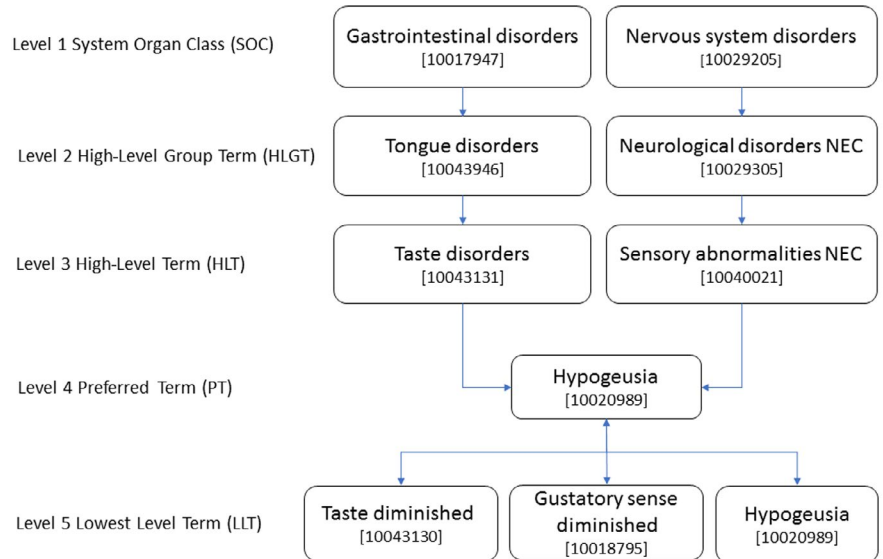 Level 1 System Organ Class (SOC)
Gastrointestinal disorders
[10017947]
Nervous system disorders
[10029205]
Level 2 High-Level Group Term (HLGT)
Tongue disorders
[10043946]
Neurological disorders NEC
[10029305]
Level 3 High-Level Term (HLT)
Taste disorders
[10043131]
Sensory abnormalities NEC
[10040021]
Level 4 Preferred Term (PT)
Hypogeusia
[10020989]
Level 5 Lowest Level Term (LLT)
Taste diminished
[10043130]
Gustatory sense
diminished
[10018795]
Hypogeusia
[10020989]